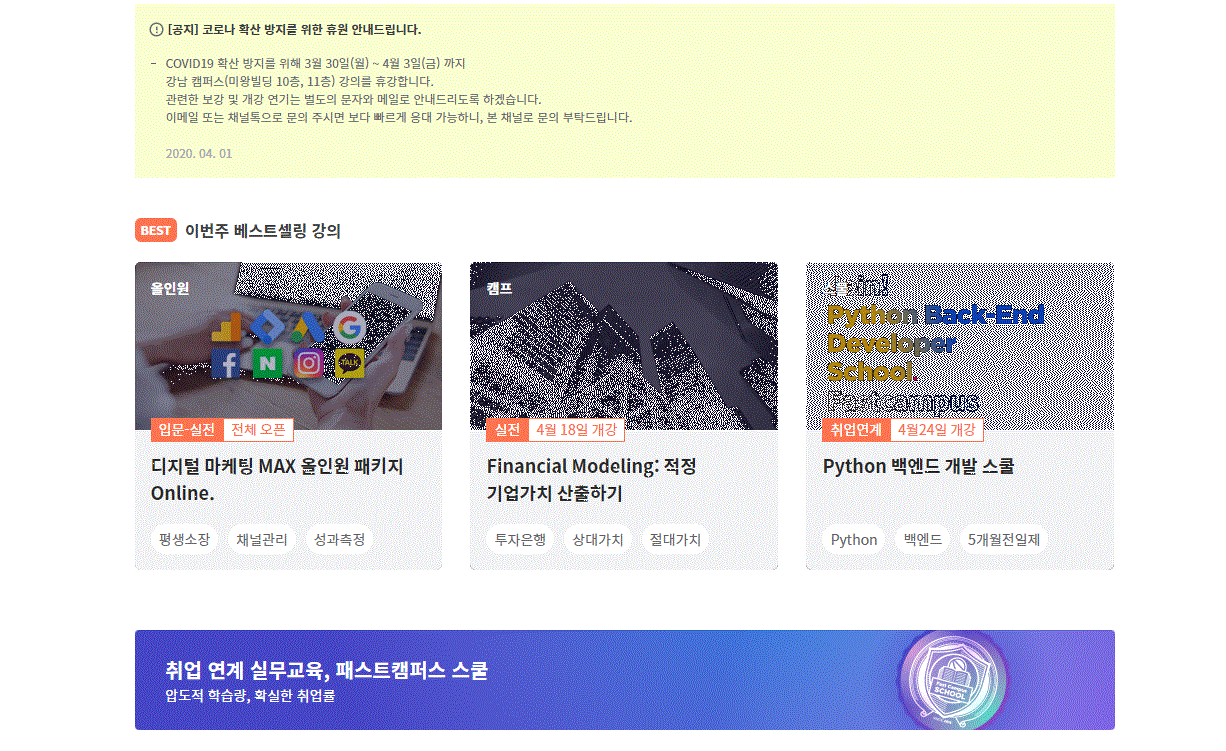 [공지] 코로나 확산 방지를 위한 휴원 안내드립니다.
- COVID19 확산 방지를 위해 3월 30일(월) ~ 4월 3일(금) 까지
강남 캠퍼스(미왕빌딩 10층, 11층) 강의를 휴강합니다.
관련한 보강 및 개강 연기는 별도의 문자와 메일로 안내드리도록 하겠습니다.
이메일 또는 채널톡으로 문의 주시면 보다 빠르게 응대 가능하니, 본 채널로 문의 부탁드립니다.
2020. 04. 01
BEST 이번주 베스트셀링 강의
올인원
TALK
입문-실전 전체 오픈
디지털 마케팅 MAX 올인원 패키지
Online.
평생소장 채널관리 성과측정
캠프
실전 4월 18일 개강
Financial Modeling: 적정
기업가치 산출하기
투자은행 상대가치 절대가치
스쿨
Python Back-End
Developer
School.
Fastcampus
취업연계 4월24일 개강
Python 백엔드 개발 스쿨
Python 백엔드 5개월전일제
취업 연계 실무교육, 패스트캠퍼스 스쿨
압도적 학습량, 확실한 취업률
Fast Campus
SCHOOL